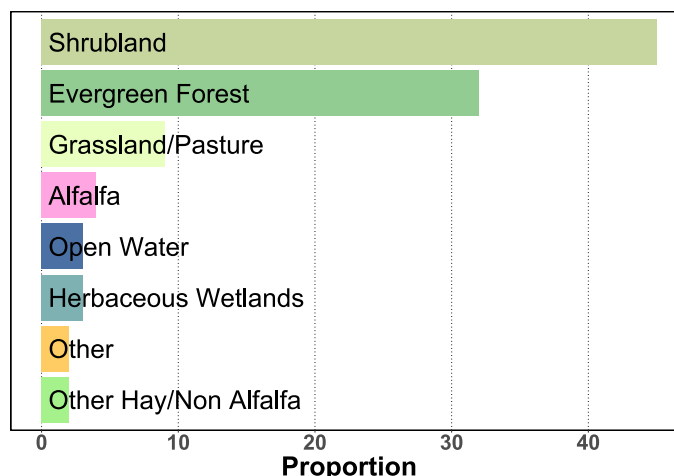 Shrubland
Evergreen Forest
Grassland/Pasture
Alfalfa
Open Water
Herbaceous Wetlands
Other
Other Hay/Non Alfalfa
0 10 20 30 40
Proportion